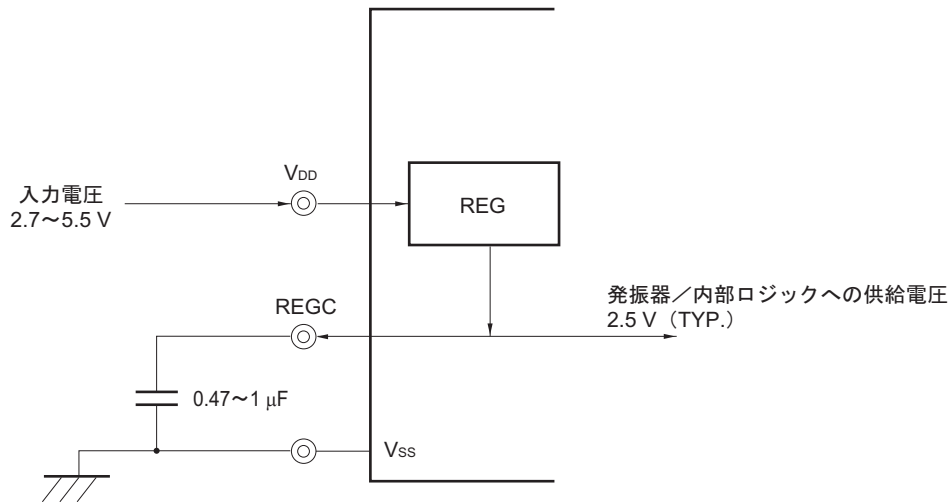 VDD
入力電圧
2.7～5.5 V
REG
REGC
発振器／内部ロジックへの供給電圧
2.5 V（TYP.）
0.47～1 μF
VSS